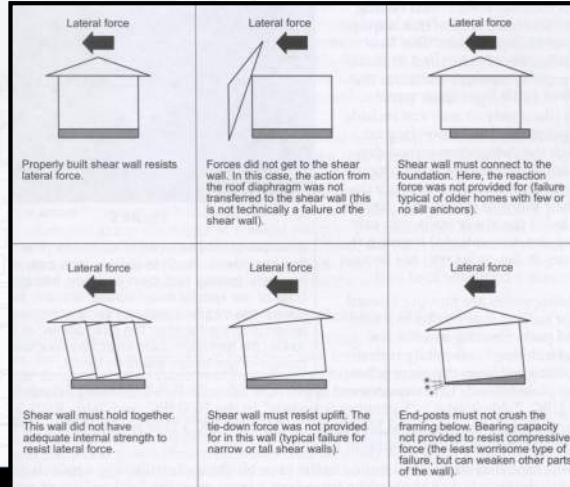 Lateral force
Properly built shear wall resists
lateral force.
Lateral force
Forces did not get to the shear
wall. In this case, the action from
the roof diaphragm was not
transferred to the shear wall (this
is not technically a failure of the
shear wall).
Lateral force
Shear wall must connect to the
foundation. Here, the reaction
force was not provided for (failure
typical of older homes with few or
no sill anchors).
Lateral force
Shear wall must hold together.
This wall did not have
adequate internal strength to
resist lateral force.
Lateral force
Shear wall must resist uplift. The
tie-down force was not provided
for in this wall (typical failure for
narrow or tall shear walls).
Lateral force
End-posts must not crush the
framing below. Bearing capacity
not provided to resist compressive
force (the least worrisome type of
failure, but can weaken other parts
of the wall).